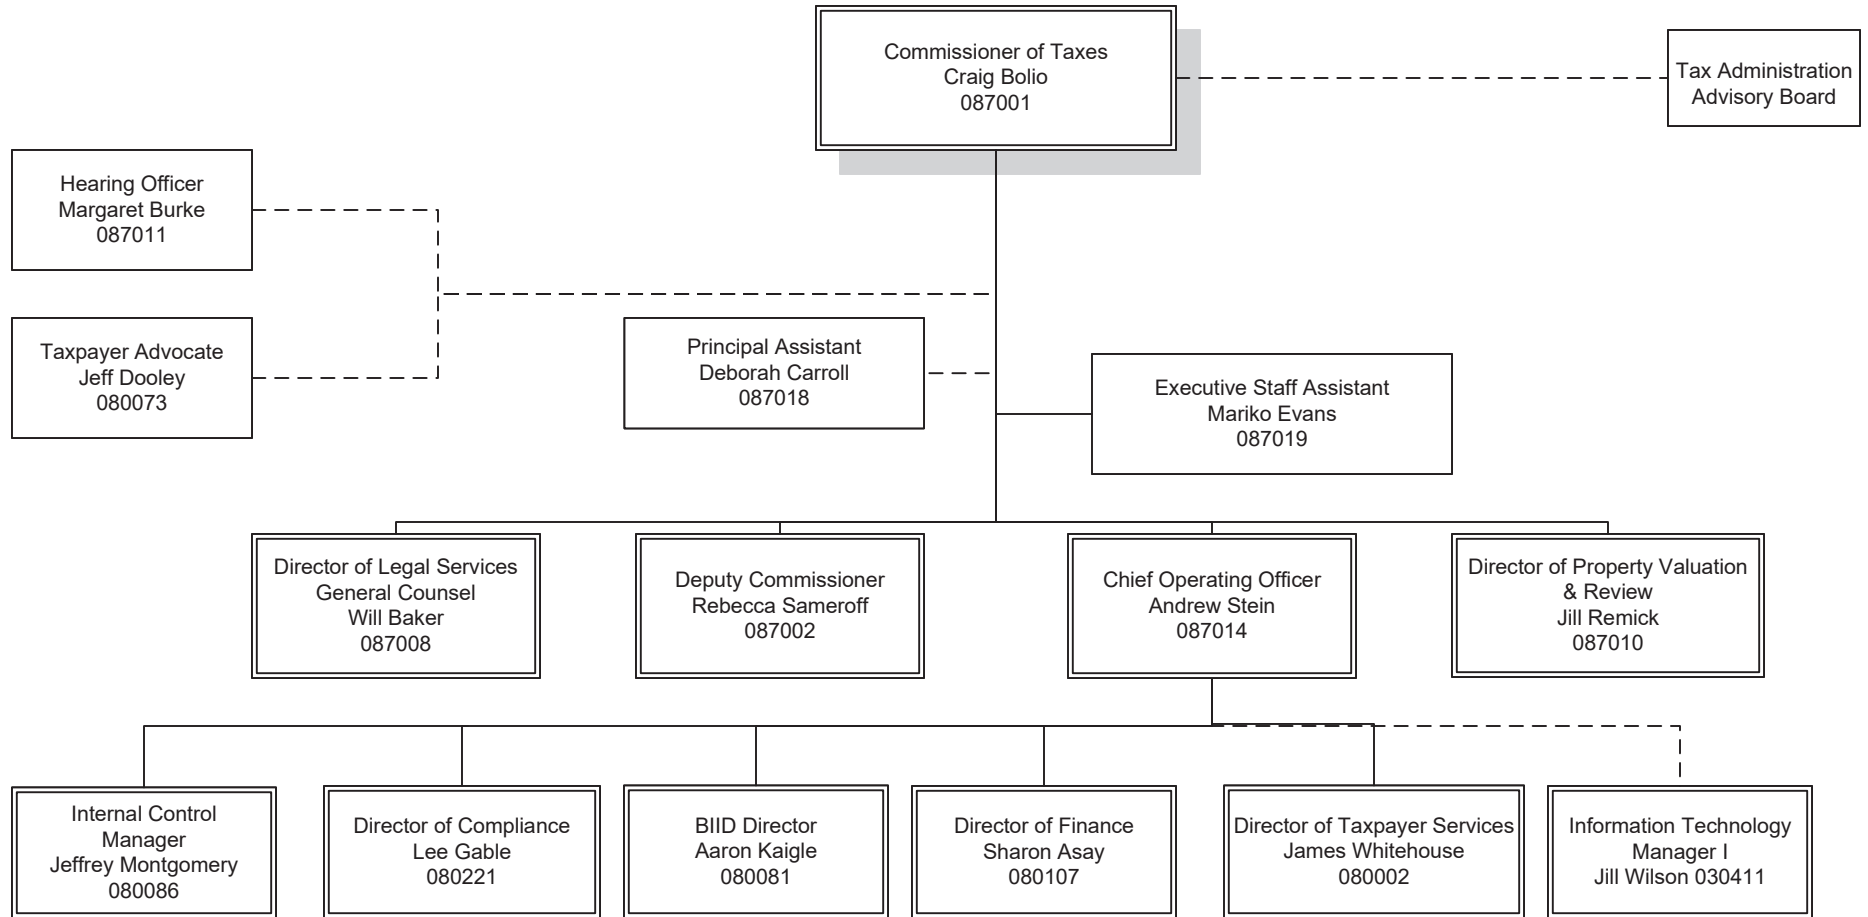 Commissioner of Taxes
Craig Bolio
087001
Tax Administration
Advisory Board
Hearing Officer
Margaret Burke
087011
Taxpayer Advocate
Jeff Dooley
080073
Principal Assistant
Deborah Carroll
087018
Executive Staff Assistant
Mariko Evans
087019
Director of Legal Services
General Counsel
Will Baker
087008
Deputy Commissioner
Rebecca Sameroff
087002
Chief Operating Officer
Andrew Stein
087014
Director of Property Valuation
& Review
Jill Remick
087010
Internal Control
Manager
Jeffrey Montgomery
080086
Director of Compliance
Lee Gable
080221
BIID Director
Aaron Kaigle
080081
Director of Finance
Sharon Asay
080107
Director of Taxpayer Services
James Whitehouse
080002
Information Technology
Manager I
Jill Wilson 030411